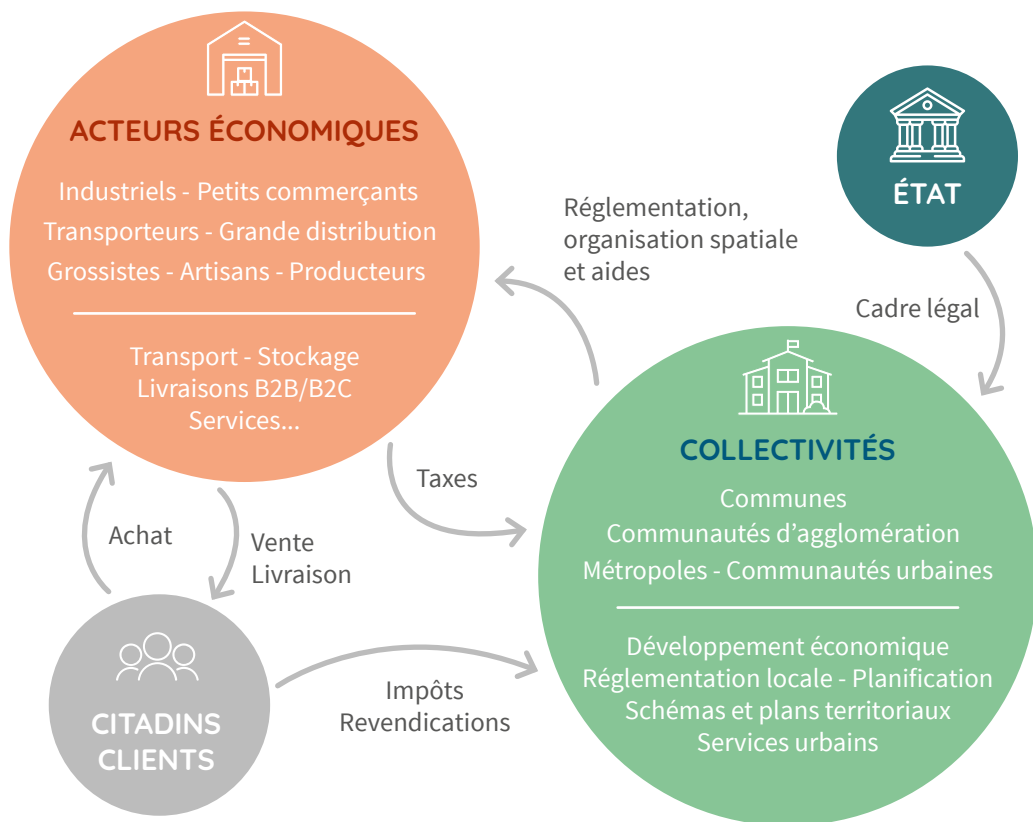 ACTEURS ÉCONOMIQUES
Industriels - Petits commerçants
Transporteurs - Grande distribution
Grossistes - Artisans - Producteurs
Transport - Stockage
Livraisons B2B/B2C
Services...
ÉTAT
Réglementation,
organisation spatiale
et aides
Cadre légal
COLLECTIVITÉS
Communes
Communautés d’agglomération
Métropoles - Communautés urbaines
Développement économique
Réglementation locale - Planification
Schémas et plans territoriaux
Services urbains
Taxes
Achat
Vente
Livraison
CITADINS
CLIENTS
Impôts
Revendications